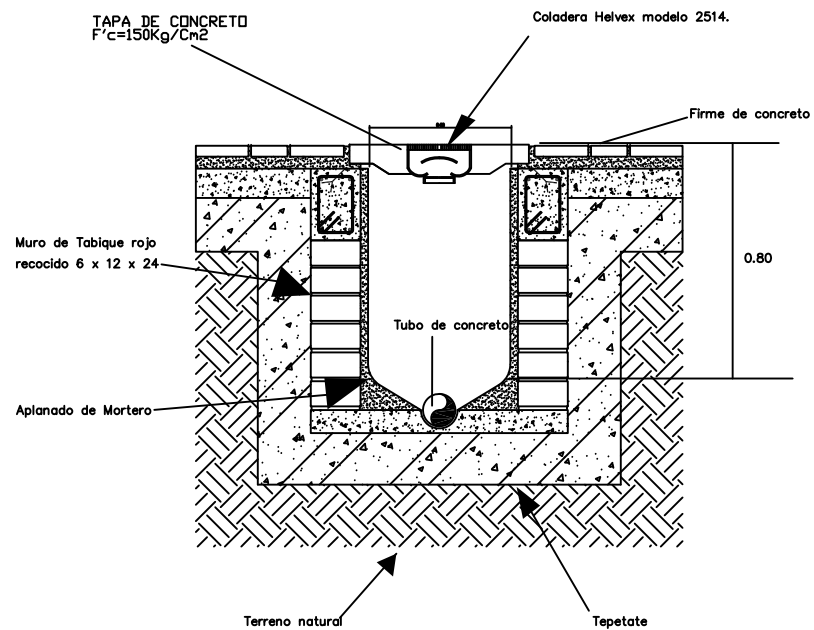 TAPA DE CONCRETO
F'c=150Kg/Cm2
Coladera Helvex modelo 2514.
Firme de concreto
Muro de Tabique rojo
recocido 6 x 12 x 24
0.80
Tubo de concreto
Aplanado de Mortero
Terreno natural
Tepetate